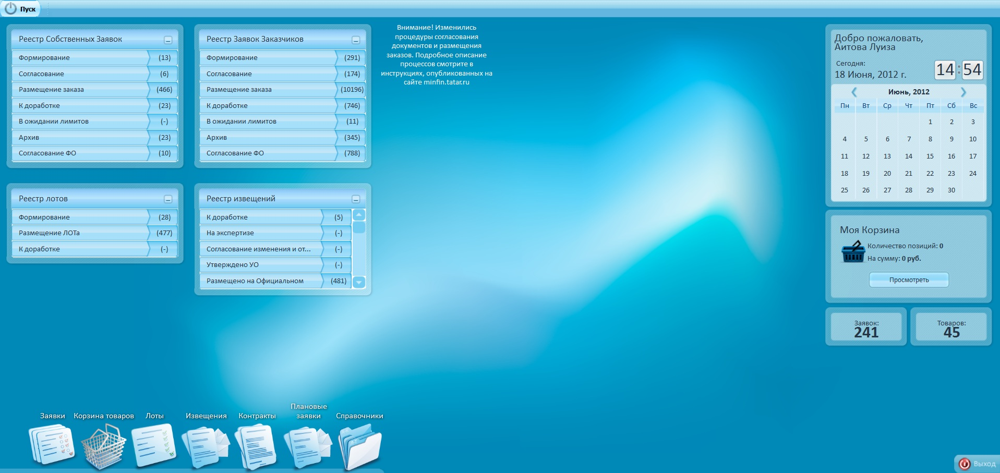 Пуск
Реестр Собственных Заявок
Формирование (13)
Согласование (6)
Размещение заказа (466)
К доработке (23)
В ожидании лимитов (-)
Архив (23)
Согласование ФО (10)
Реестр Заявок Заказчиков
Формирование (291)
Согласование (174)
Размещение заказа (10196)
К доработке (746)
В ожидании лимитов (11)
Архив (345)
Согласование ФО (788)
Внимание! Изменились
процедуры согласования
документов и размещения
заказов. Подробное описание
процессов смотрите в
инструкциях, опубликованных на
сайте minfin.tatar.ru
Реестр лотов
Формирование (28)
Размещение ЛОТа (477)
К доработке (-)
Реестр извещений
К доработке (5)
На экспертизе (-)
Согласование изменения и от... (-)
Утверждено УО (-)
Размещено на Официальном (481)
Добро пожаловать,
Аитова Луиза
Сегодня:
18 Июня, 2012 г.
14:54
Июнь, 2012
Пн Вт Ср Чт Пт Сб Вс
1 2 3
4 5 6 7 8 9 10
11 12 13 14 15 16 17
18 19 20 21 22 23 24
25 26 27 28 29 30
Моя Корзина
Количество позиций: 0
На сумму: 0 руб.
Просмотреть
Заявок:
241
Товаров:
45
Заявки
Корзина товаров
Лоты
Извещения
Контракты
Плановые
заявки
Справочники
Л-Т
Выход